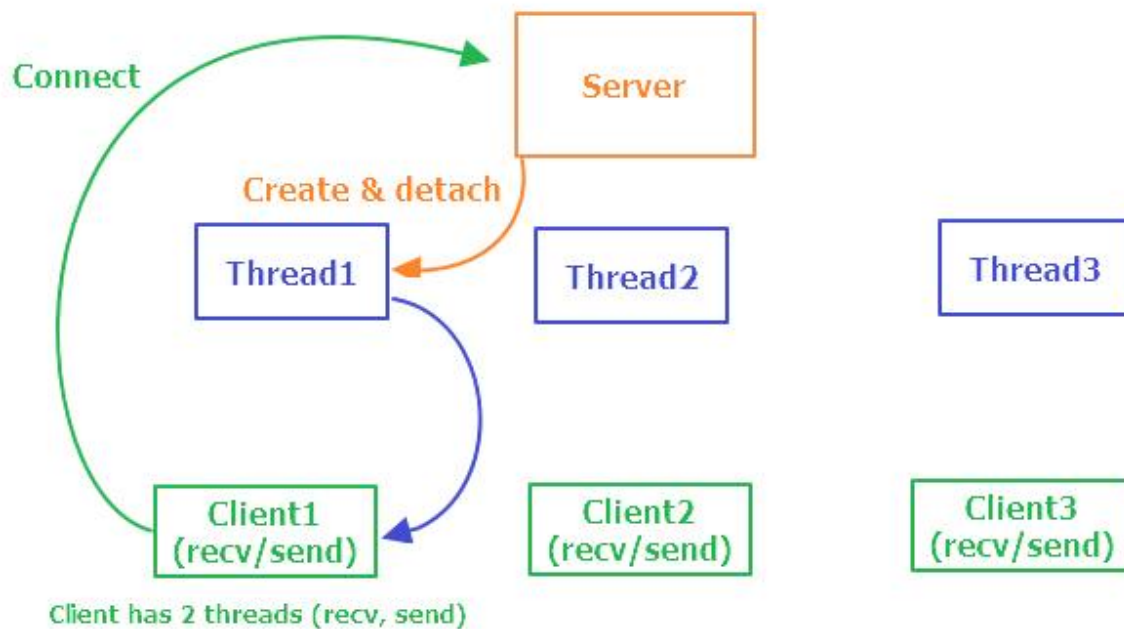 Connect
Server
Create & detach
Thread1
Thread2
Thread3
Client1
(recv/send)
Client2
(recv/send)
Client3
(recv/send)
Client has 2 threads (recv, send)